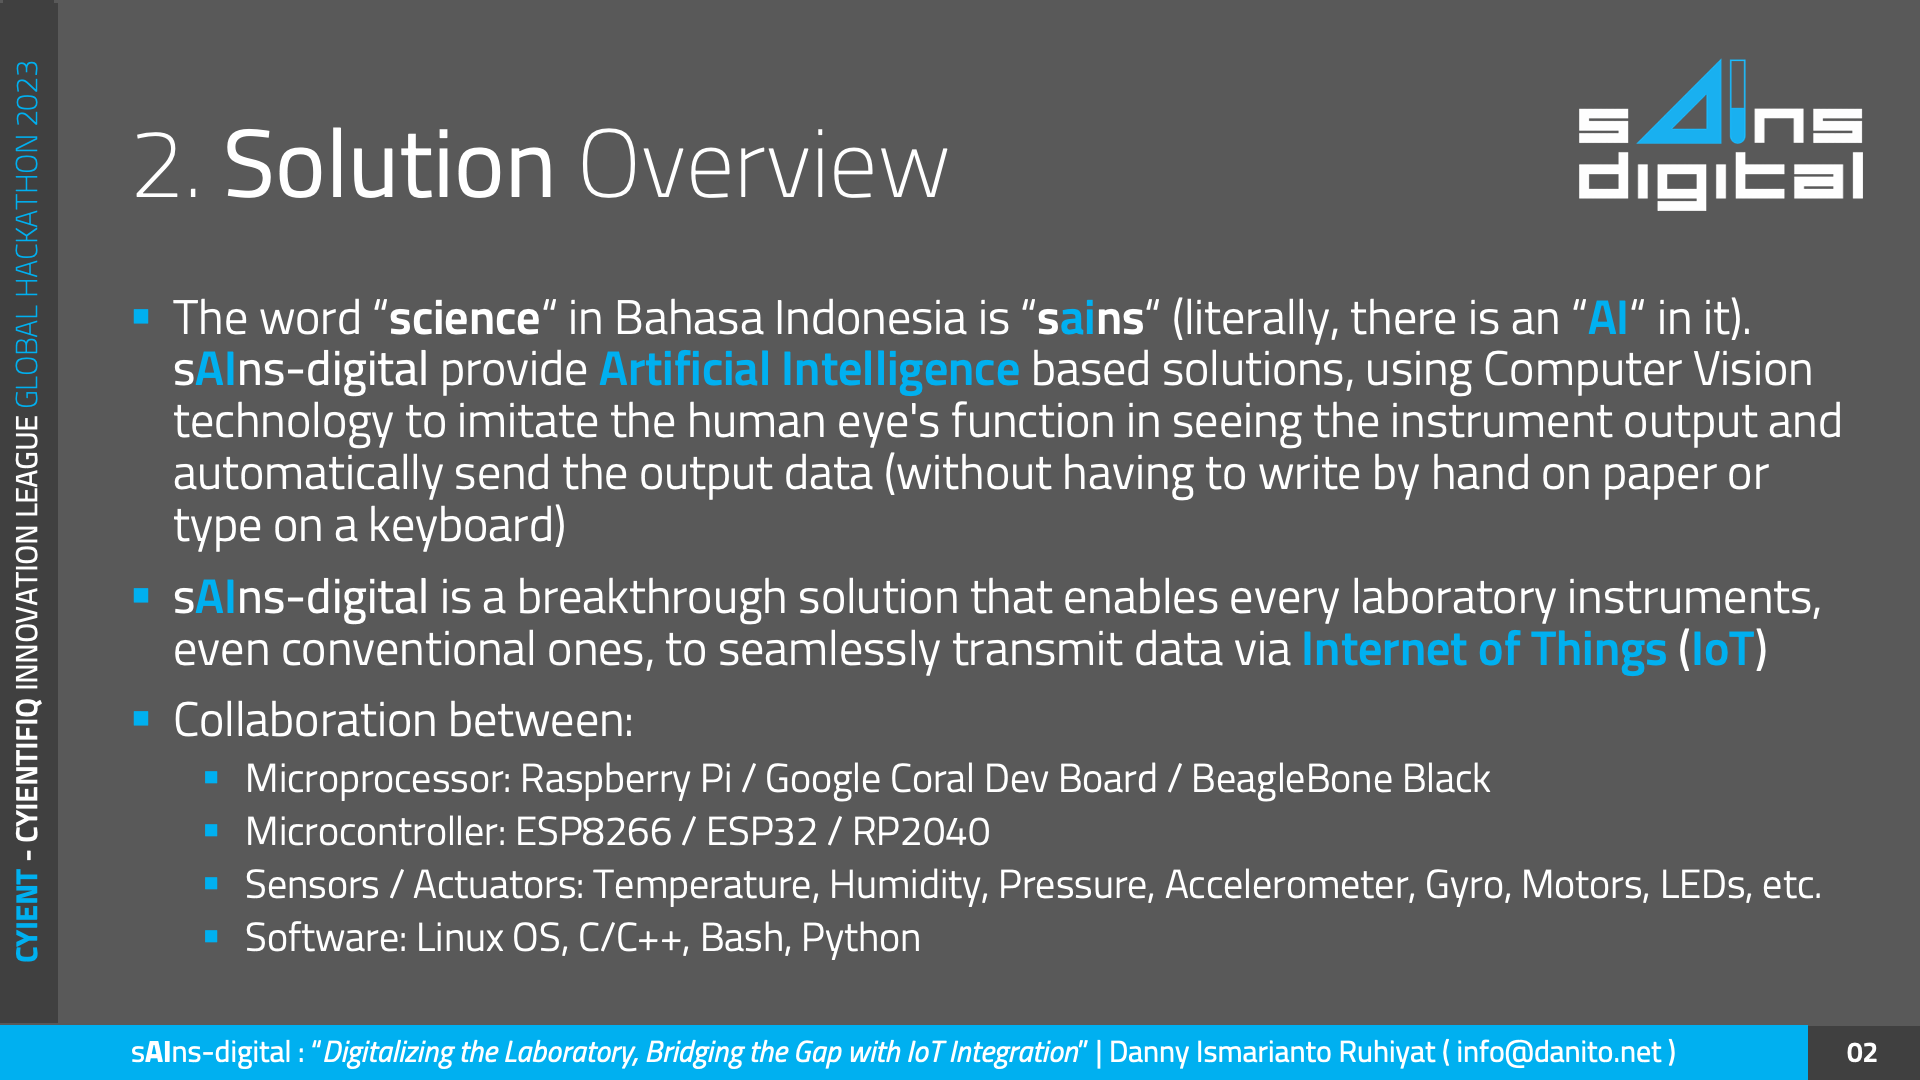 CYIENT - CYIENTIFIQ INNOVATION LEAGUE GLOBAL HACKATHON 2023
sAIns
digital
2. Solution Overview
▪ The word “science“ in Bahasa Indonesia is “sains“ (literally, there is an “AI“ in it).
sAIns-digital provide Artificial Intelligence based solutions, using Computer Vision
technology to imitate the human eye's function in seeing the instrument output and
automatically send the output data (without having to write by hand on paper or
type on a keyboard)
▪ sAIns-digital is a breakthrough solution that enables every laboratory instruments,
even conventional ones, to seamlessly transmit data via Internet of Things (IoT)
▪ Collaboration between:
▪ Microprocessor: Raspberry Pi / Google Coral Dev Board / BeagleBone Black
▪ Microcontroller: ESP8266 / ESP32 / RP2040
▪ Sensors / Actuators: Temperature, Humidity, Pressure, Accelerometer, Gyro, Motors, LEDs, etc.
▪ Software: Linux OS, C/C++, Bash, Python
sAIns-digital : “Digitalizing the Laboratory, Bridging the Gap with IoT Integration” | Danny Ismarianto Ruhiyat ( info@danito.net )
02